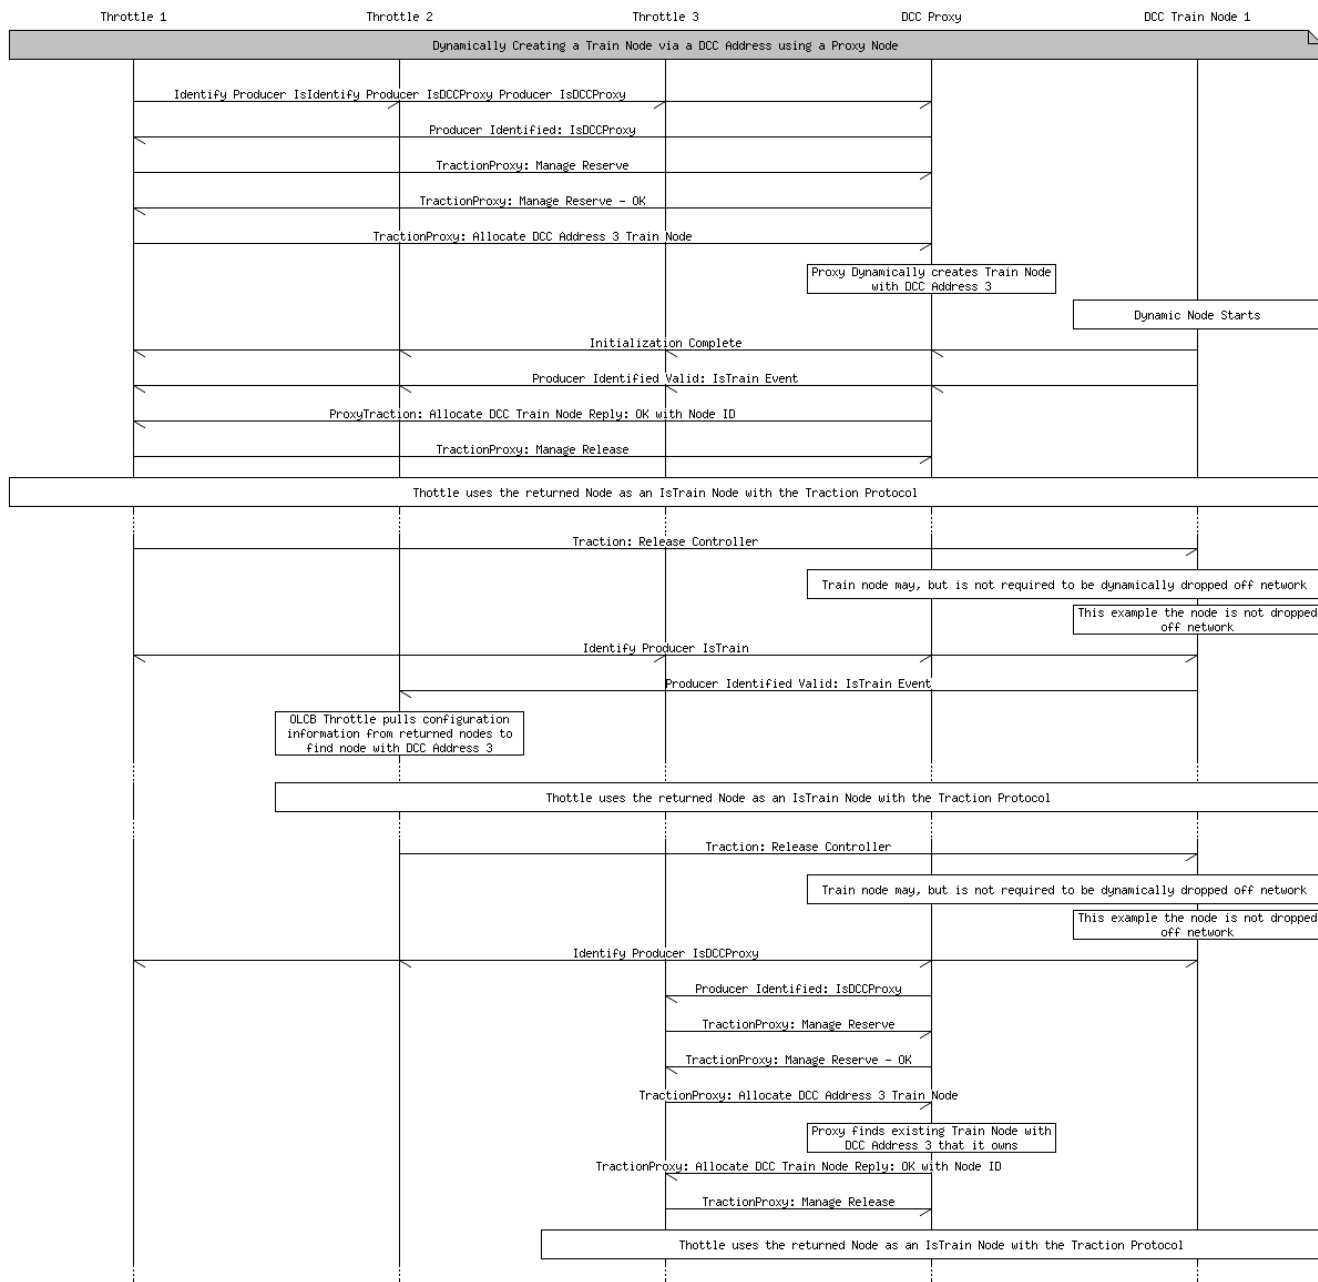 Throttle 1
Throttle 2
Throttle 3
DCC Proxy
DCC Train Node 1
Dynamically Creating a Train Node via a DCC Address using a Proxy Node
Identify Producer IsIdentify Producer IsDCCProxy Producer IsDCCProxy
Producer Identified: IsDCCProxy
TractionProxy: Manage Reserve
TractionProxy: Manage Reserve - OK
TractionProxy: Allocate DCC Address 3 Train Node
Proxy Dynamically creates Train Node
with DCC Address 3
Dynamic Node Starts
Initialization Complete
Producer Identified Valid: IsTrain Event
ProxyTraction: Allocate DCC Train Node Reply: OK with Node ID
TractionProxy: Manage Release
Thottle uses the returned Node as an IsTrain Node with the Traction Protocol
Traction: Release Controller
Train node may, but is not required to be dynamically dropped off network
This example the node is not dropped
off network
Identify Producer IsTrain
Producer Identified Valid: IsTrain Event
OLCB Throttle pulls configuration
information from returned nodes to
find node with DCC Address 3
Thottle uses the returned Node as an IsTrain Node with the Traction Protocol
Traction: Release Controller
Train node may, but is not required to be dynamically dropped off network
This example the node is not dropped
off network
Identify Producer IsDCCProxy
Producer Identified: IsDCCProxy
TractionProxy: Manage Reserve
TractionProxy: Manage Reserve - OK
TractionProxy: Allocate DCC Address 3 Train Node
Proxy finds existing Train Node with
DCC Address 3 that it owns
TractionProxy: Allocate DCC Train Node Reply: OK with Node ID
TractionProxy: Manage Release
Thottle uses the returned Node as an IsTrain Node with the Traction Protocol